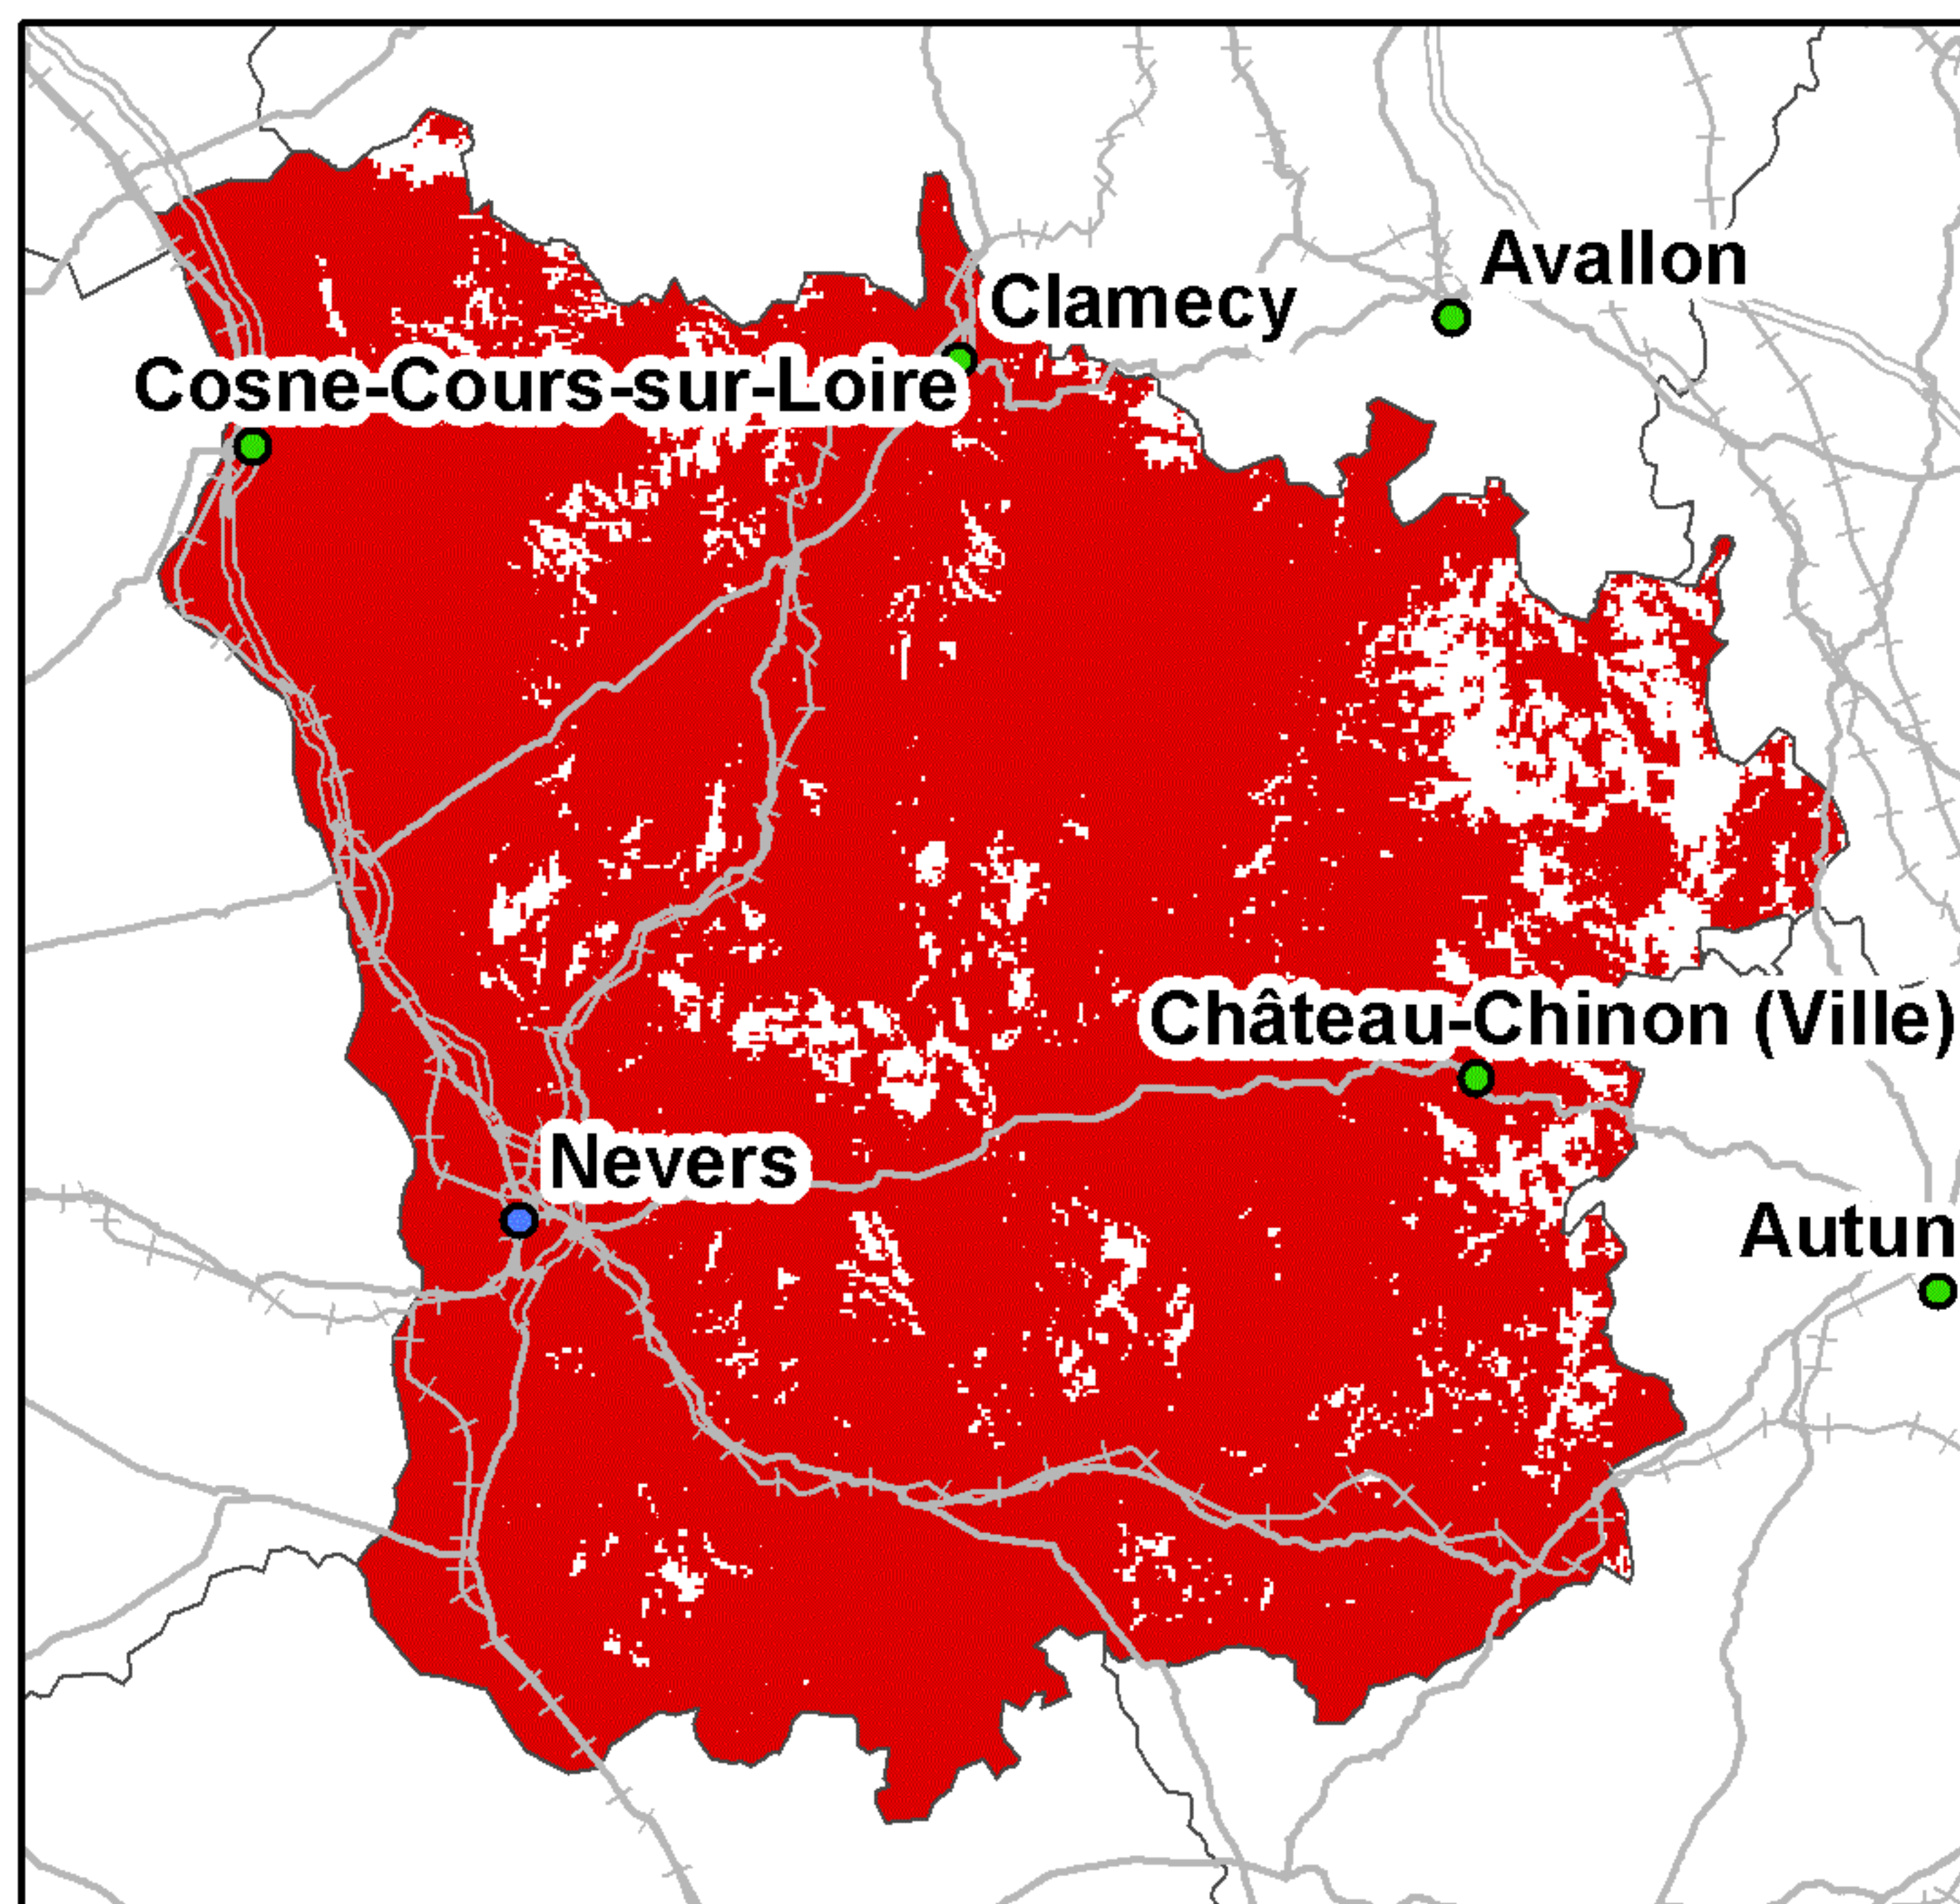 Avallon
Clamecy
Cosne-Cours-sur-Loire
Château-Chinon (Ville)
Nevers
Autun